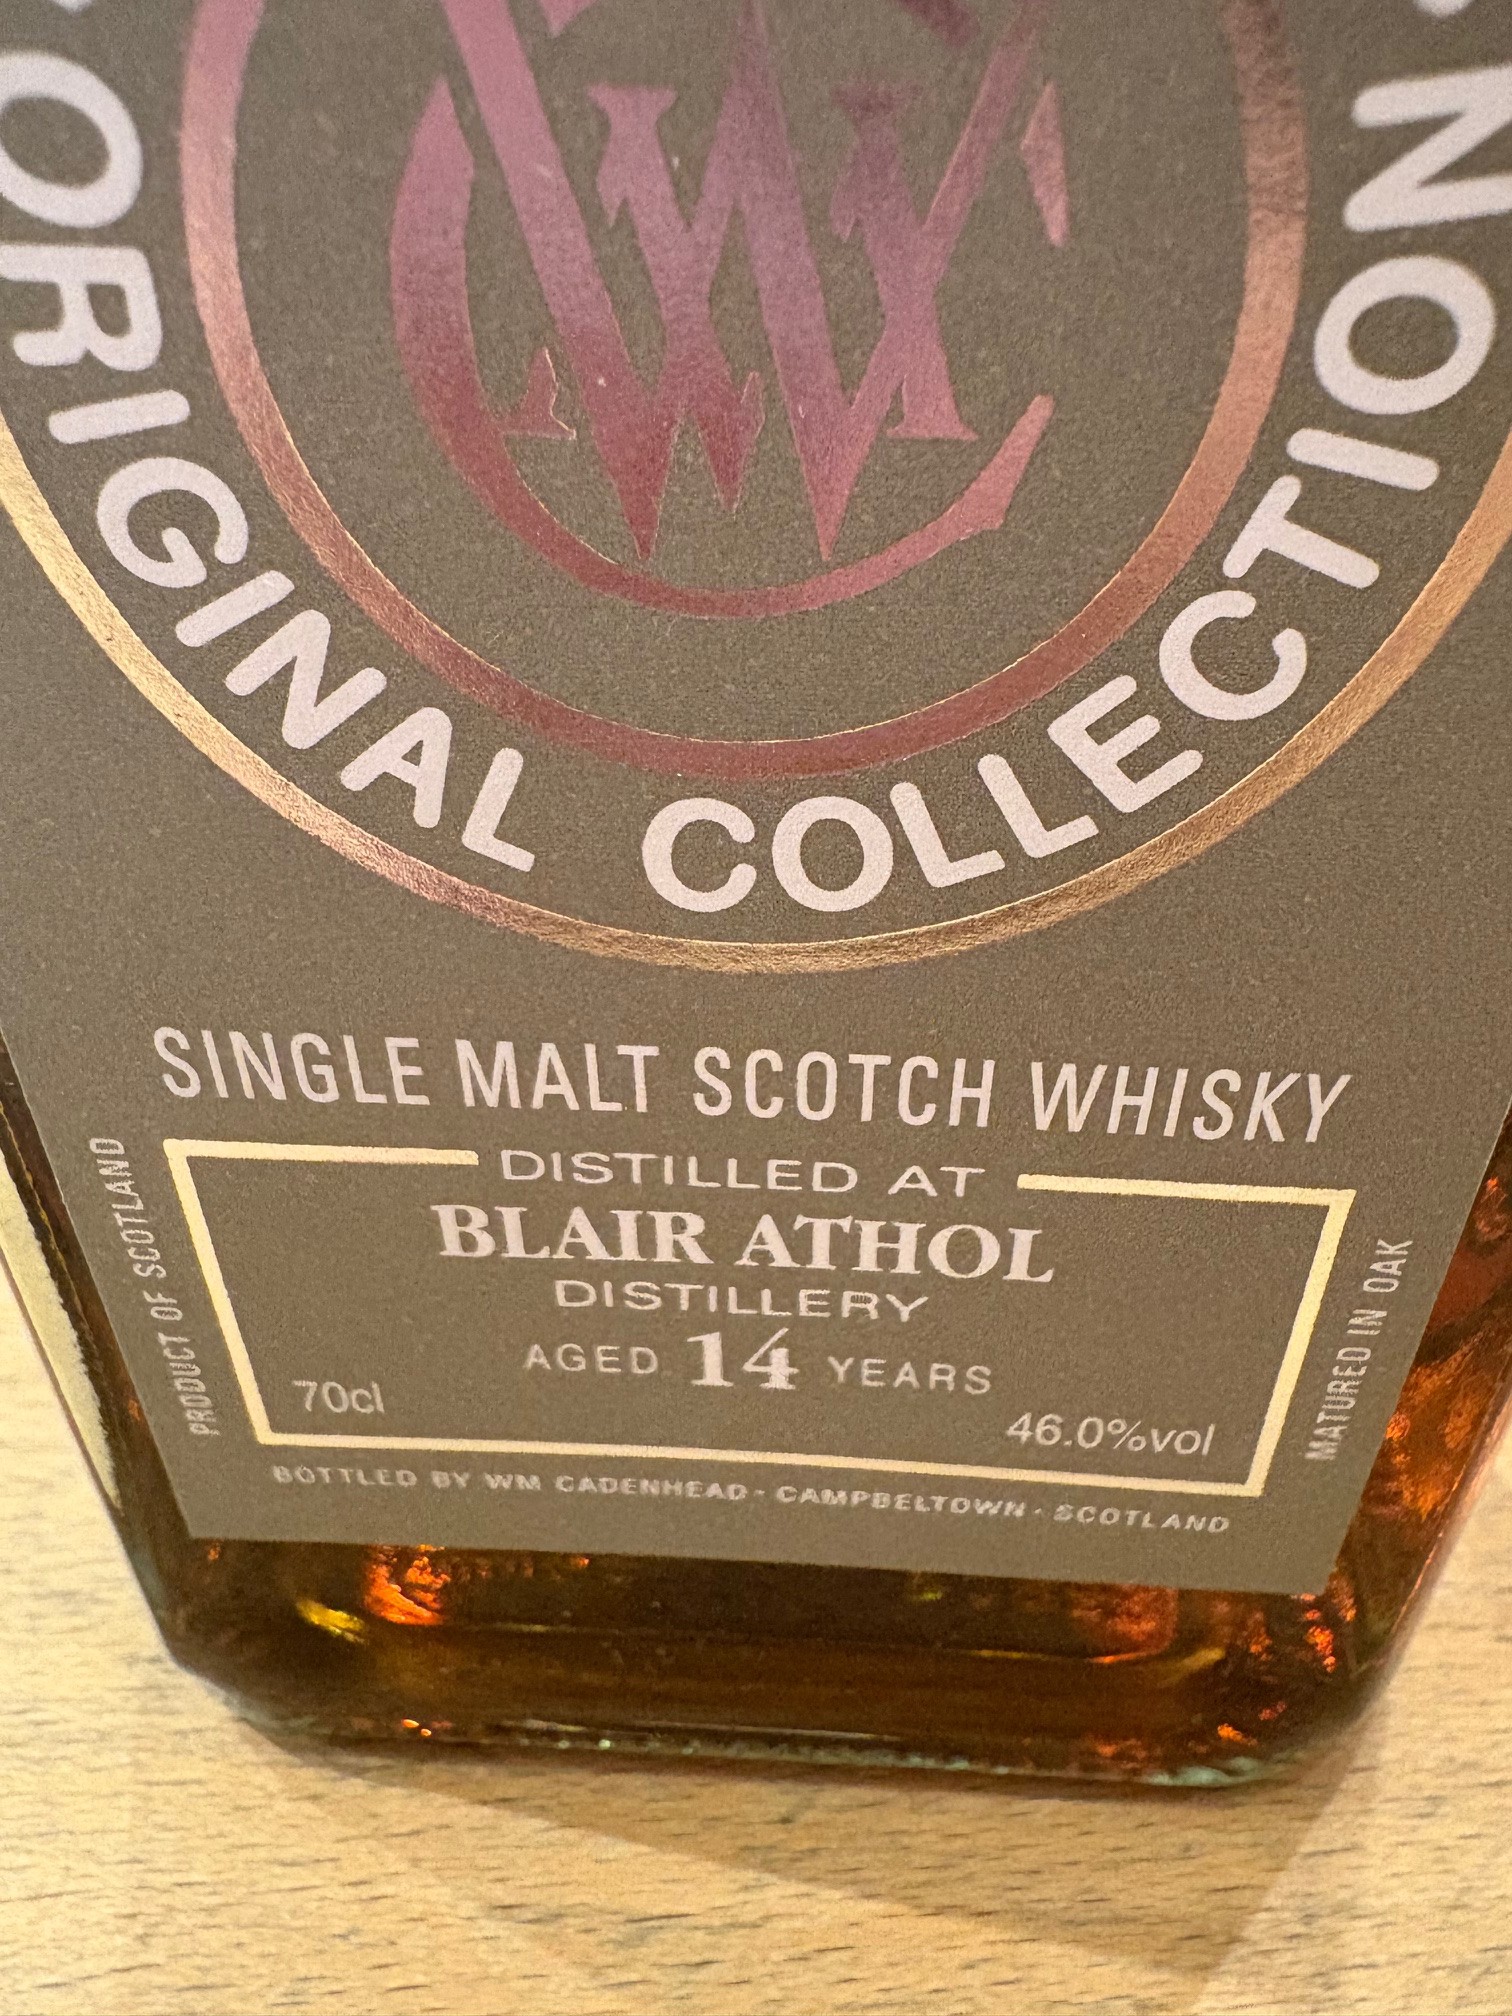 ORIGINAL COLLECTION
SINGLE MALT SCOTCH WHISKY
DISTILLED AT
BLAIR ATHOL
DISTILLERY
AGED 14 YEARS
70cl
46.0%vol
PRODUCT OF SCOTLAND
MATURED IN OAK
BOTTLED BY WM CADENHEAD · CAMPBELTOWN · SCOTLAND